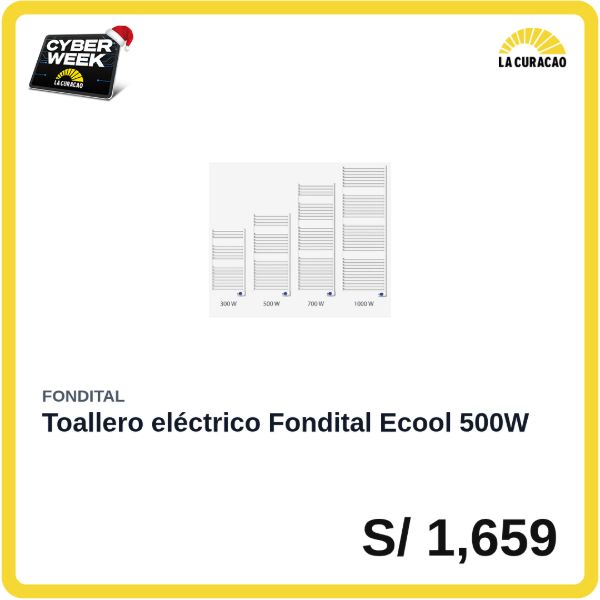 CYBER
WEEK
LA CURACAO
LA CURACAO
300 W
500 W
700 W
1000 W
FONDITAL
Toallero eléctrico Fondital Ecool 500W
S/ 1,659